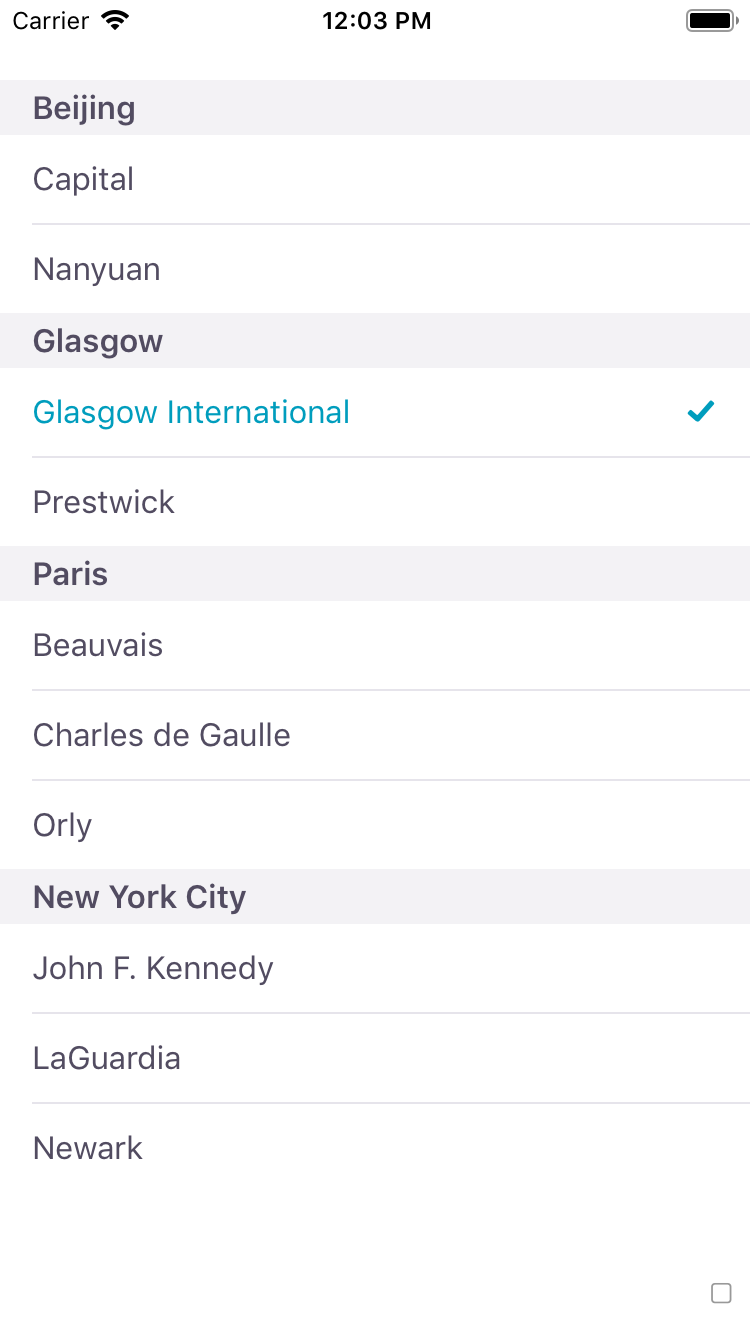 Carrier 12:03 PM
Beijing
Capital
Nanyuan
Glasgow
Glasgow International
Prestwick
Paris
Beauvais
Charles de Gaulle
Orly
New York City
John F. Kennedy
LaGuardia
Newark